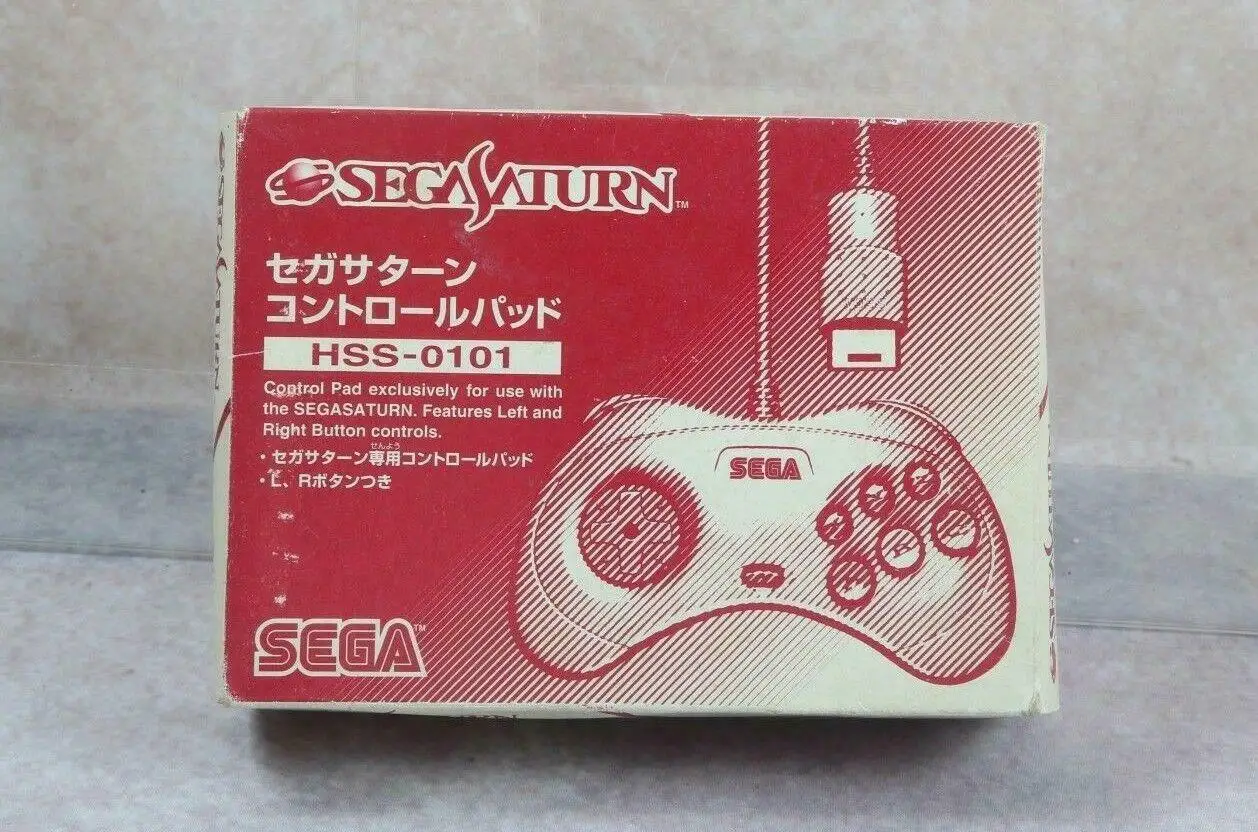 SEGASATURN™
セガサターン
コントロールパッド
HSS-0101
Control Pad exclusively for use with
the SEGASATURN. Features Left and
Right Button controls.
せんよう
・セガサターン専用コントロールパッド
・L、Rボタンつき
SEGA
SEGA™